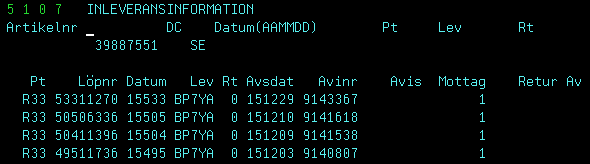 5 1 0 7 INLEVERANSINFORMATION
Artikelnr _ DC Datum(AAMMDD) Pt Lev Rt
39887551 SE
Pt Löpnr Datum Lev Rt Avsdat Avinr Avis Mottag Retur Av
R33 53311270 15533 BP7YA 0 151229 9143367 1
R33 50506336 15505 BP7YA 0 151210 9141618 1
R33 50411396 15504 BP7YA 0 151209 9141538 1
R33 49511736 15495 BP7YA 0 151203 9140807 1